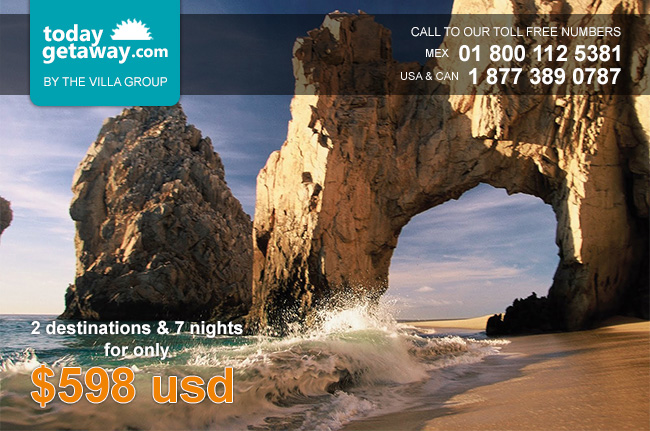 today
getaway.com
BY THE VILLA GROUP
CALL TO OUR TOLL FREE NUMBERS
MEX 01 800 112 5381
USA & CAN 1 877 389 0787
2 destinations & 7 nights
for only
$598 usd